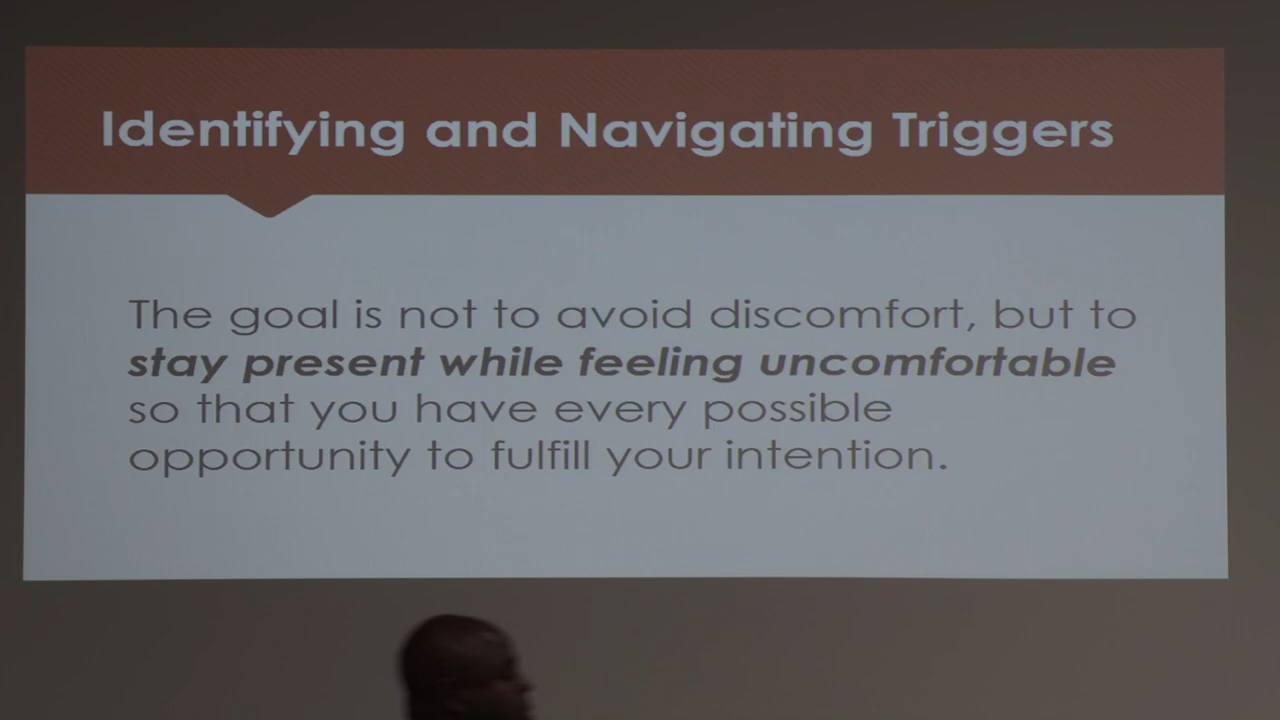 Identifying and Navigating Triggers
The goal is not to avoid discomfort, but to
stay present while feeling uncomfortable
so that you have every possible
opportunity to fulfill your intention.